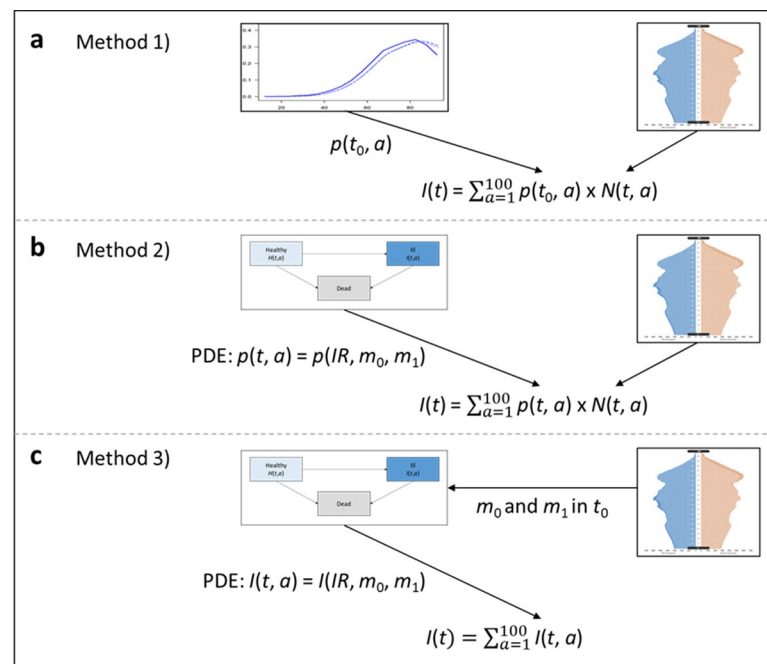 a Method 1)
0.4
0.3
0.2
0.1
0.0
20 40 60 80
p(t₀, a)
I(t) = ∑¹⁰⁰ₐ₌₁ p(t₀, a) x N(t, a)
b Method 2)
Healthy
H(t,a)
Ill
I(t,a)
Dead
PDE: p(t, a) = p(IR, m₀, m₁)
I(t) = ∑¹⁰⁰ₐ₌₁ p(t, a) x N(t, a)
c Method 3)
Healthy
H(t,a)
Ill
I(t,a)
Dead
m₀ and m₁ in t₀
PDE: I(t, a) = I(IR, m₀, m₁)
I(t) = ∑¹⁰⁰ₐ₌₁ I(t, a)